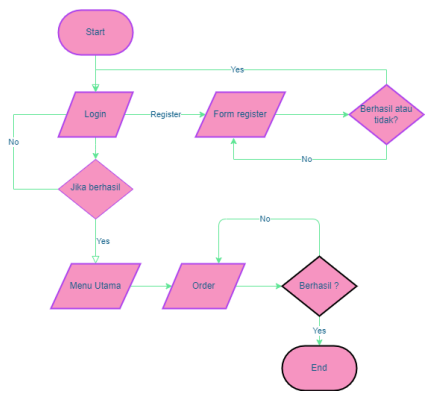 Start
Yes
Login
Register
Form register
Berhasil atau
tidak?
No
No
Jika berhasil
Yes
No
Menu Utama
Order
Berhasil ?
Yes
End